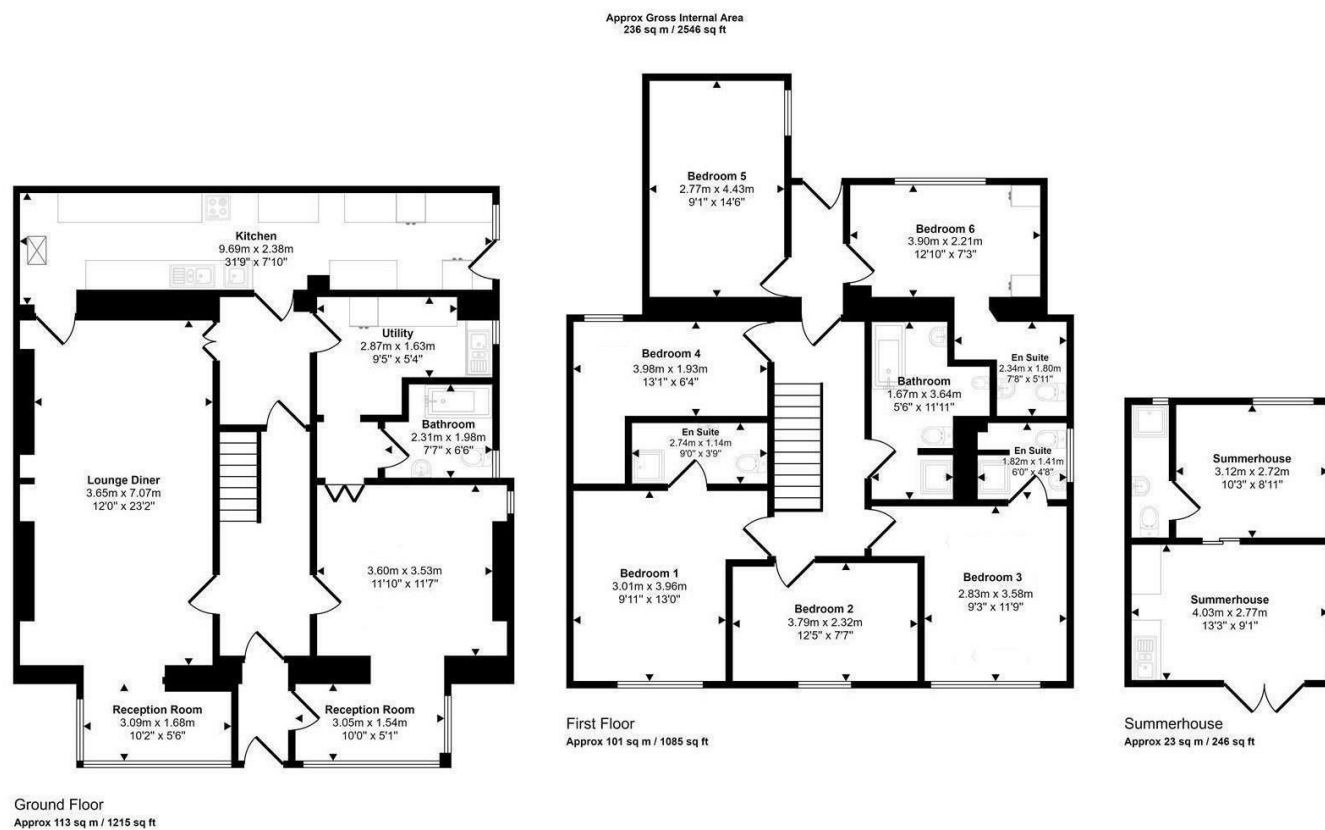 Approx Gross Internal Area
236 sq m / 2546 sq ft
Kitchen
9.69m x 2.38m
31'9" x 7'10"
Utility
2.87m x 1.63m
9'5" x 5'4"
Bathroom
2.31m x 1.98m
7'7" x 6'6"
Lounge Diner
3.65m x 7.07m
12'0" x 23'2"
3.60m x 3.53m
11'10" x 11'7"
Reception Room
3.09m x 1.68m
10'2" x 5'6"
Reception Room
3.05m x 1.54m
10'0" x 5'1"
Ground Floor
Approx 113 sq m / 1215 sq ft
Bedroom 5
2.77m x 4.43m
9'1" x 14'6"
Bedroom 6
3.90m x 2.21m
12'10" x 7'3"
Bedroom 4
3.98m x 1.93m
13'1" x 6'4"
En Suite
2.34m x 1.80m
7'8" x 5'11"
Bathroom
1.67m x 3.64m
5'6" x 11'11"
En Suite
2.74m x 1.14m
9'0" x 3'9"
En Suite
1.82m x 1.41m
6'0" x 4'8"
Bedroom 1
3.01m x 3.96m
9'11" x 13'0"
Bedroom 2
3.79m x 2.32m
12'5" x 7'7"
Bedroom 3
2.83m x 3.58m
9'3" x 11'9"
First Floor
Approx 101 sq m / 1085 sq ft
Summerhouse
3.12m x 2.72m
10'3" x 8'11"
Summerhouse
4.03m x 2.77m
13'3" x 9'1"
Summerhouse
Approx 23 sq m / 246 sq ft